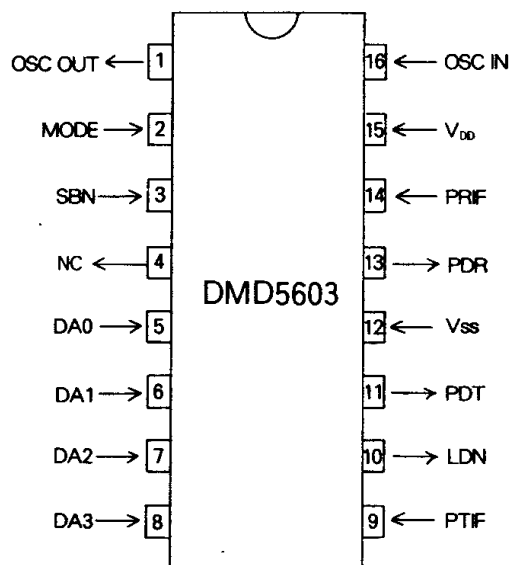 OSC OUT 1 16 OSC IN
MODE 2 15 VDD
SBN 3 14 PRIF
NC 4 13 PDR
DMD5603
DA0 5 12 Vss
DA1 6 11 PDT
DA2 7 10 LDN
DA3 8 9 PTIF